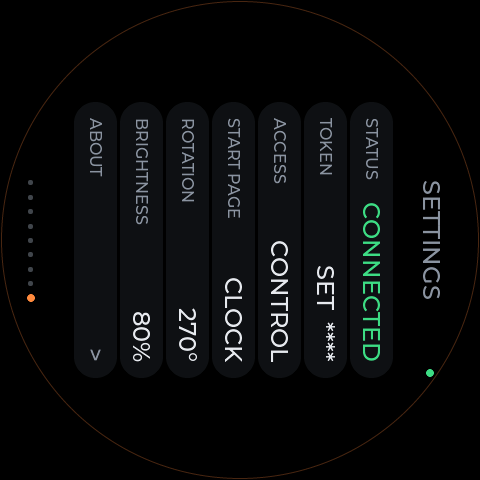 SETTINGS
STATUS CONNECTED
TOKEN SET ****
ACCESS CONTROL
START PAGE CLOCK
ROTATION 270°
BRIGHTNESS 80%
ABOUT >